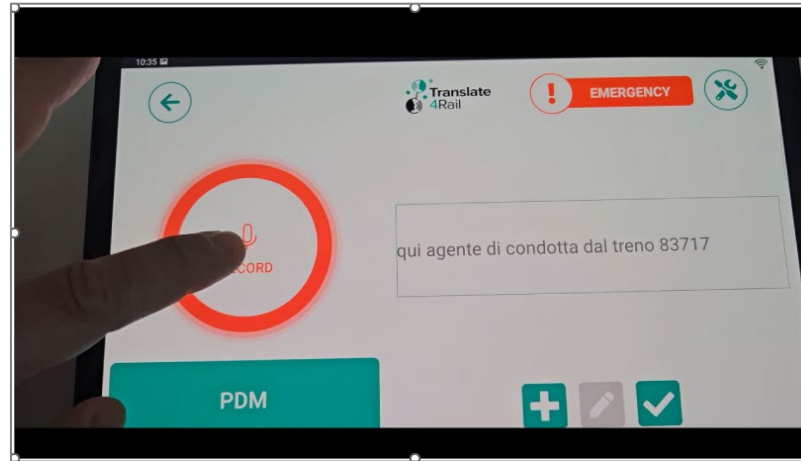 10:35
Translate
4Rail
!
EMERGENCY
qui agente di condotta dal treno 83717
PDM